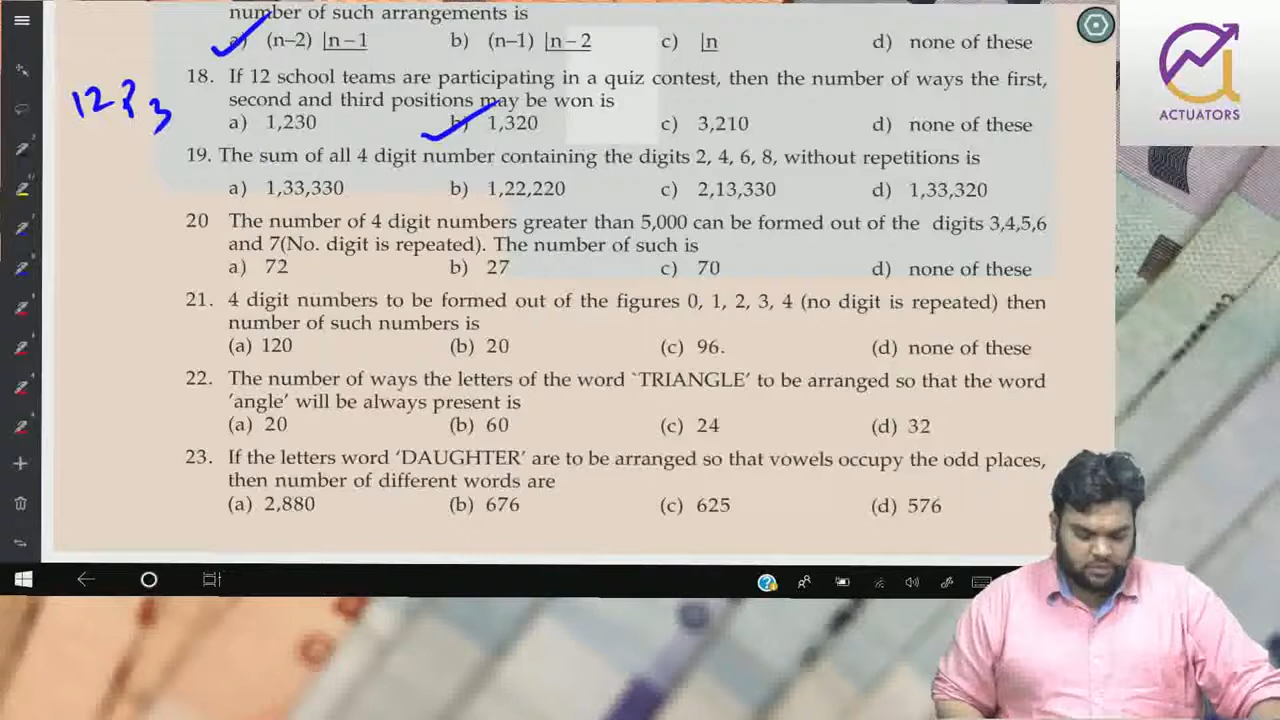 number of such arrangements is
a) (n–2) |n–1 b) (n–1) |n–2 c) |n d) none of these
18. If 12 school teams are participating in a quiz contest, then the number of ways the first,
second and third positions may be won is
a) 1,230 b) 1,320 c) 3,210 d) none of these
12P3
19. The sum of all 4 digit number containing the digits 2, 4, 6, 8, without repetitions is
a) 1,33,330 b) 1,22,220 c) 2,13,330 d) 1,33,320
20 The number of 4 digit numbers greater than 5,000 can be formed out of the digits 3,4,5,6
and 7(No. digit is repeated). The number of such is
a) 72 b) 27 c) 70 d) none of these
21. 4 digit numbers to be formed out of the figures 0, 1, 2, 3, 4 (no digit is repeated) then
number of such numbers is
(a) 120 (b) 20 (c) 96. (d) none of these
22. The number of ways the letters of the word `TRIANGLE' to be arranged so that the word
'angle' will be always present is
(a) 20 (b) 60 (c) 24 (d) 32
23. If the letters word 'DAUGHTER' are to be arranged so that vowels occupy the odd places,
then number of different words are
(a) 2,880 (b) 676 (c) 625 (d) 576
ACTUATORS